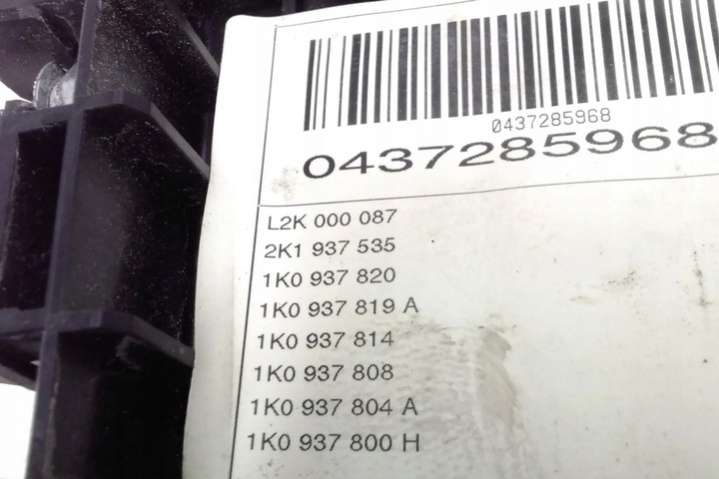 0437285968
0437285968
L2K 000 087
2K1 937 535
1K0 937 820
1K0 937 819 A
1K0 937 814
1K0 937 808
1K0 937 804 A
1K0 937 800 H